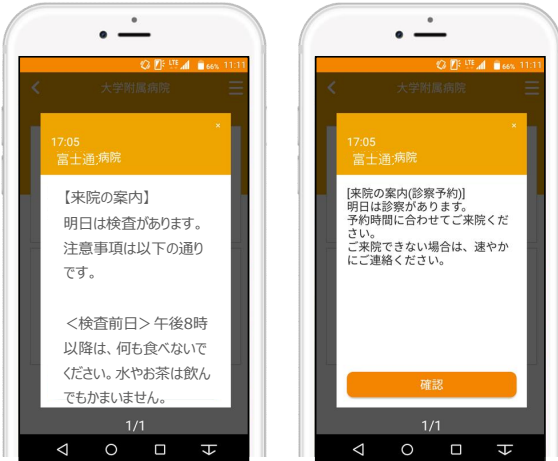 LTE 66% 11:11
大学附属病院
×
17:05
富士通病院
【来院の案内】
明日は検査があります。
注意事項は以下の通り
です。
＜検査前日＞午後8時
以降は、何も食べないで
ください。水やお茶は飲ん
でもかまいません。
1/1
LTE 66% 11:11
大学附属病院
×
17:05
富士通病院
[来院の案内(診察予約)]
明日は診察があります。
予約時間に合わせてご来院くだ
さい。
ご来院できない場合は、速やか
にご連絡ください。
確認
1/1